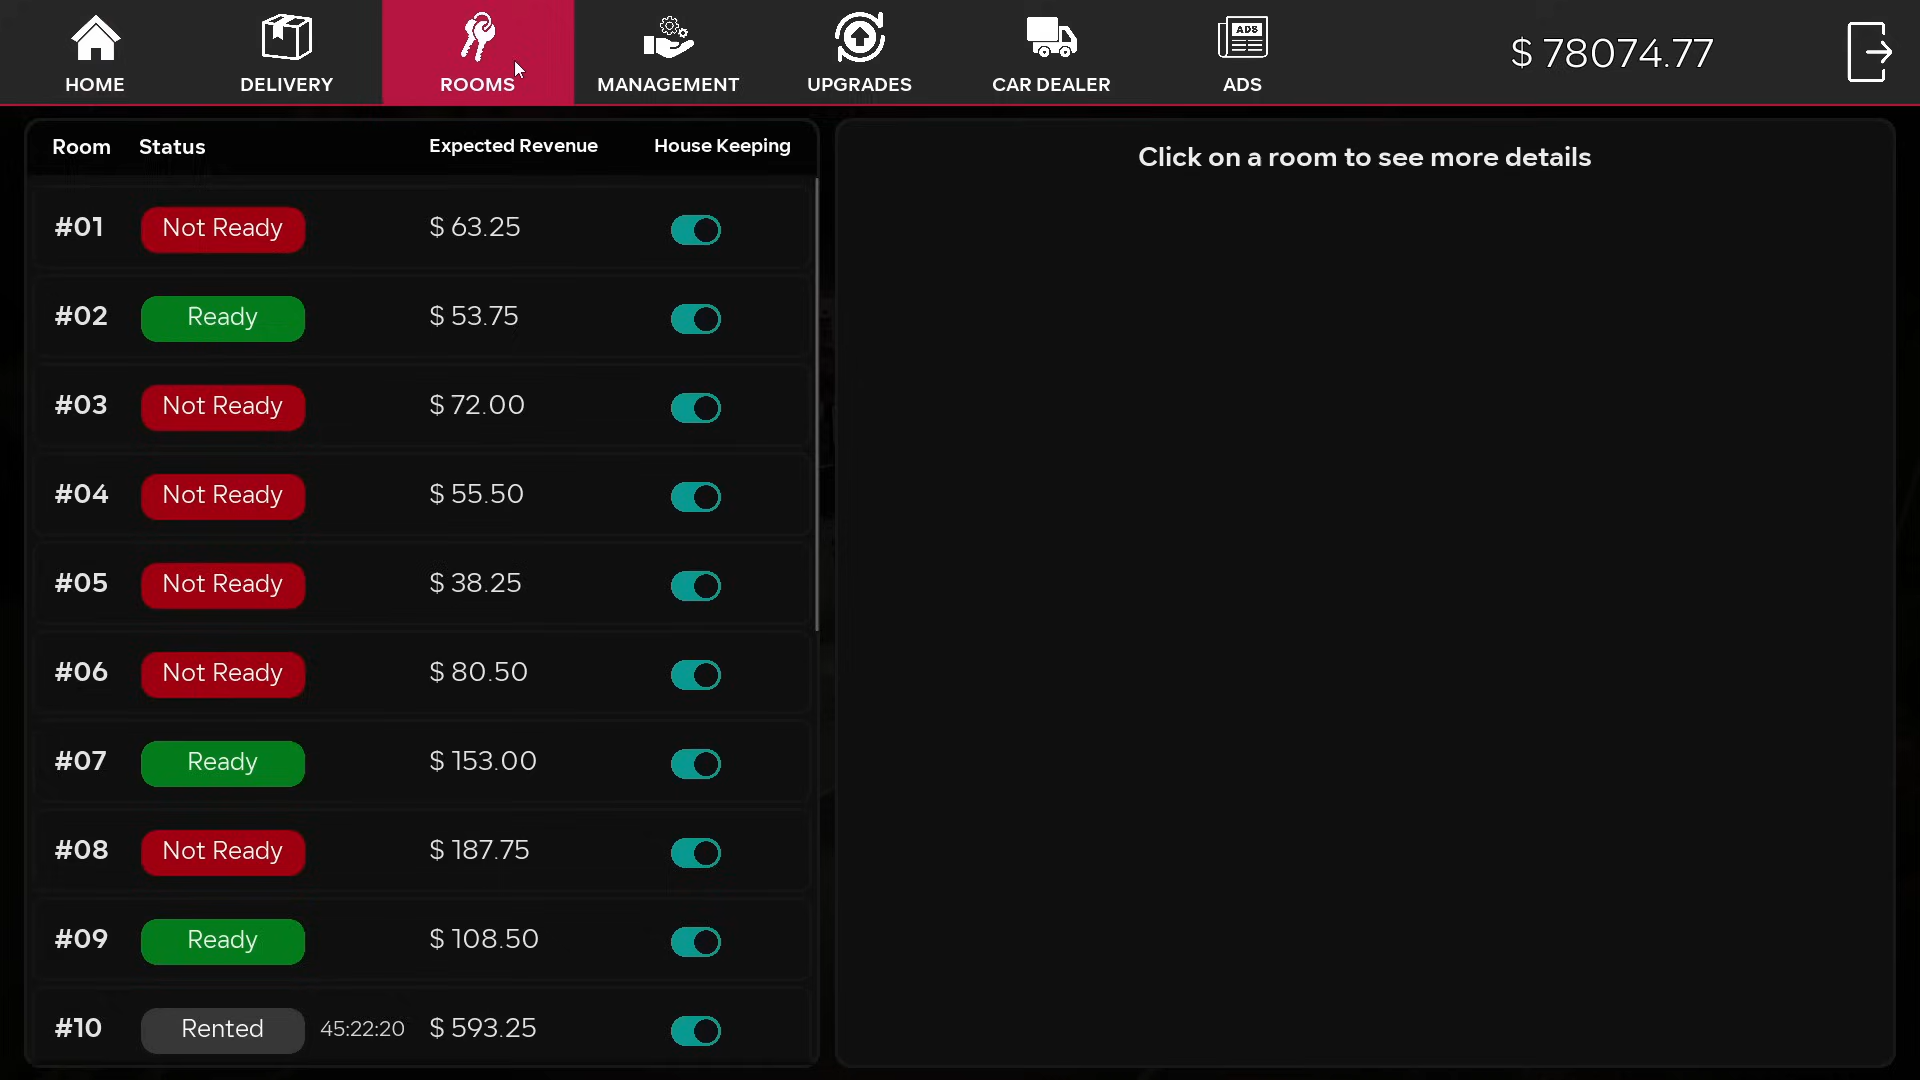 HOME
DELIVERY
ROOMS
MANAGEMENT
UPGRADES
CAR DEALER
ADS
ADS
$ 78074.77
Room Status Expected Revenue House Keeping
#01 Not Ready $ 63.25
#02 Ready $ 53.75
#03 Not Ready $ 72.00
#04 Not Ready $ 55.50
#05 Not Ready $ 38.25
#06 Not Ready $ 80.50
#07 Ready $ 153.00
#08 Not Ready $ 187.75
#09 Ready $ 108.50
#10 Rented 45:22:20 $ 593.25
Click on a room to see more details